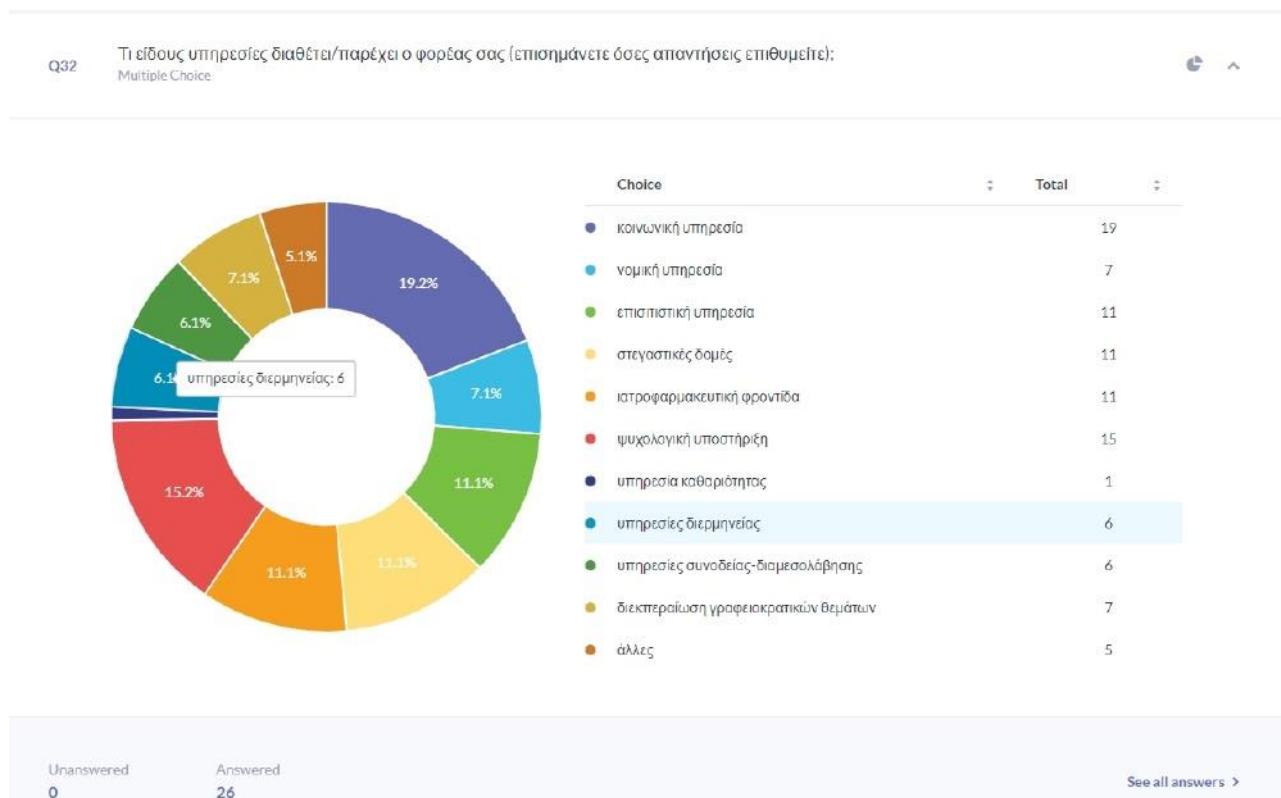 Q32
Τι είδους υπηρεσίες διαθέτει/παρέχει ο φορέας σας (επισημάνετε όσες απαντήσεις επιθυμείτε);
Multiple Choice
Choice Total
κοινωνική υπηρεσία 19
νομική υπηρεσία 7
επισιτιστική υπηρεσία 11
στεγαστικές δομές 11
ιατροφαρμακευτική φροντίδα 11
ψυχολογική υποστήριξη 15
υπηρεσία καθαριότητας 1
υπηρεσίες διερμηνείας 6
υπηρεσίες συνοδείας-διαμεσολάβησης 6
διεκπεραίωση γραφειοκρατικών θεμάτων 7
άλλες 5
5.1%
19.2%
7.1%
6.1%
υπηρεσίες διερμηνείας: 6
7.1%
15.2%
11.1%
11.1%
11.1%
Unanswered
0
Answered
26
See all answers >